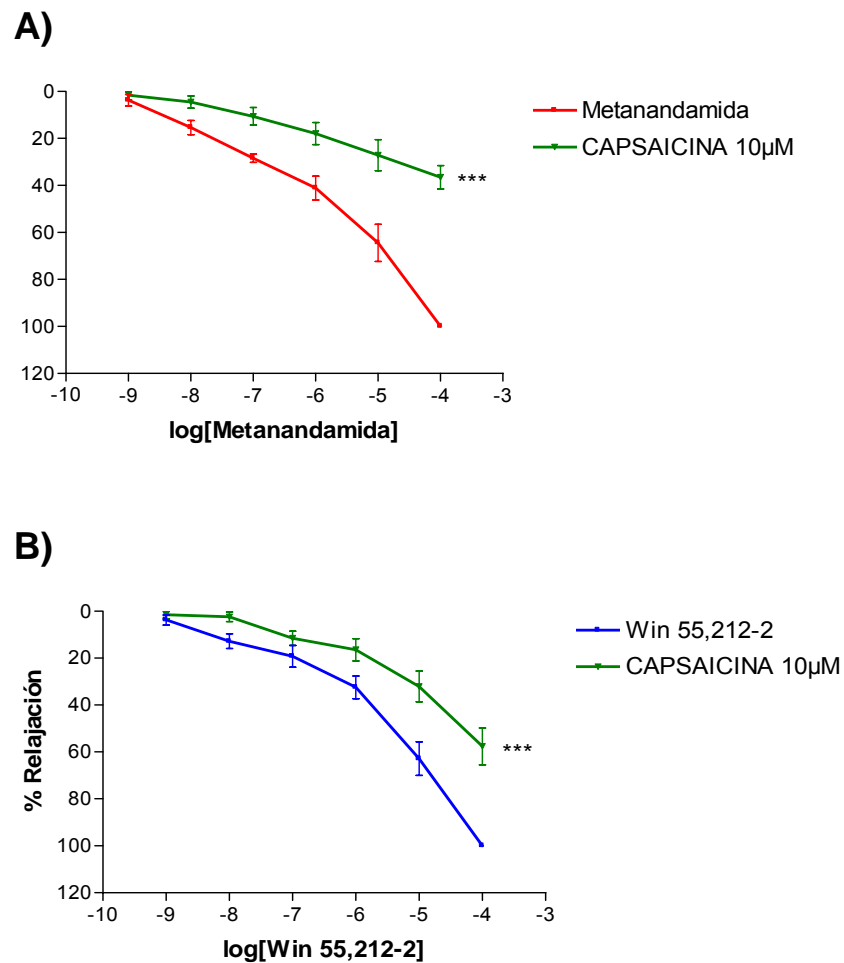 A)
0
20
40
60
80
100
120
-10 -9 -8 -7 -6 -5 -4 -3
log[Metanandamida]
***
Metanandamida
CAPSAICINA 10µM
B)
% Relajación
0
20
40
60
80
100
120
-10 -9 -8 -7 -6 -5 -4 -3
log[Win 55,212-2]
***
Win 55,212-2
CAPSAICINA 10µM